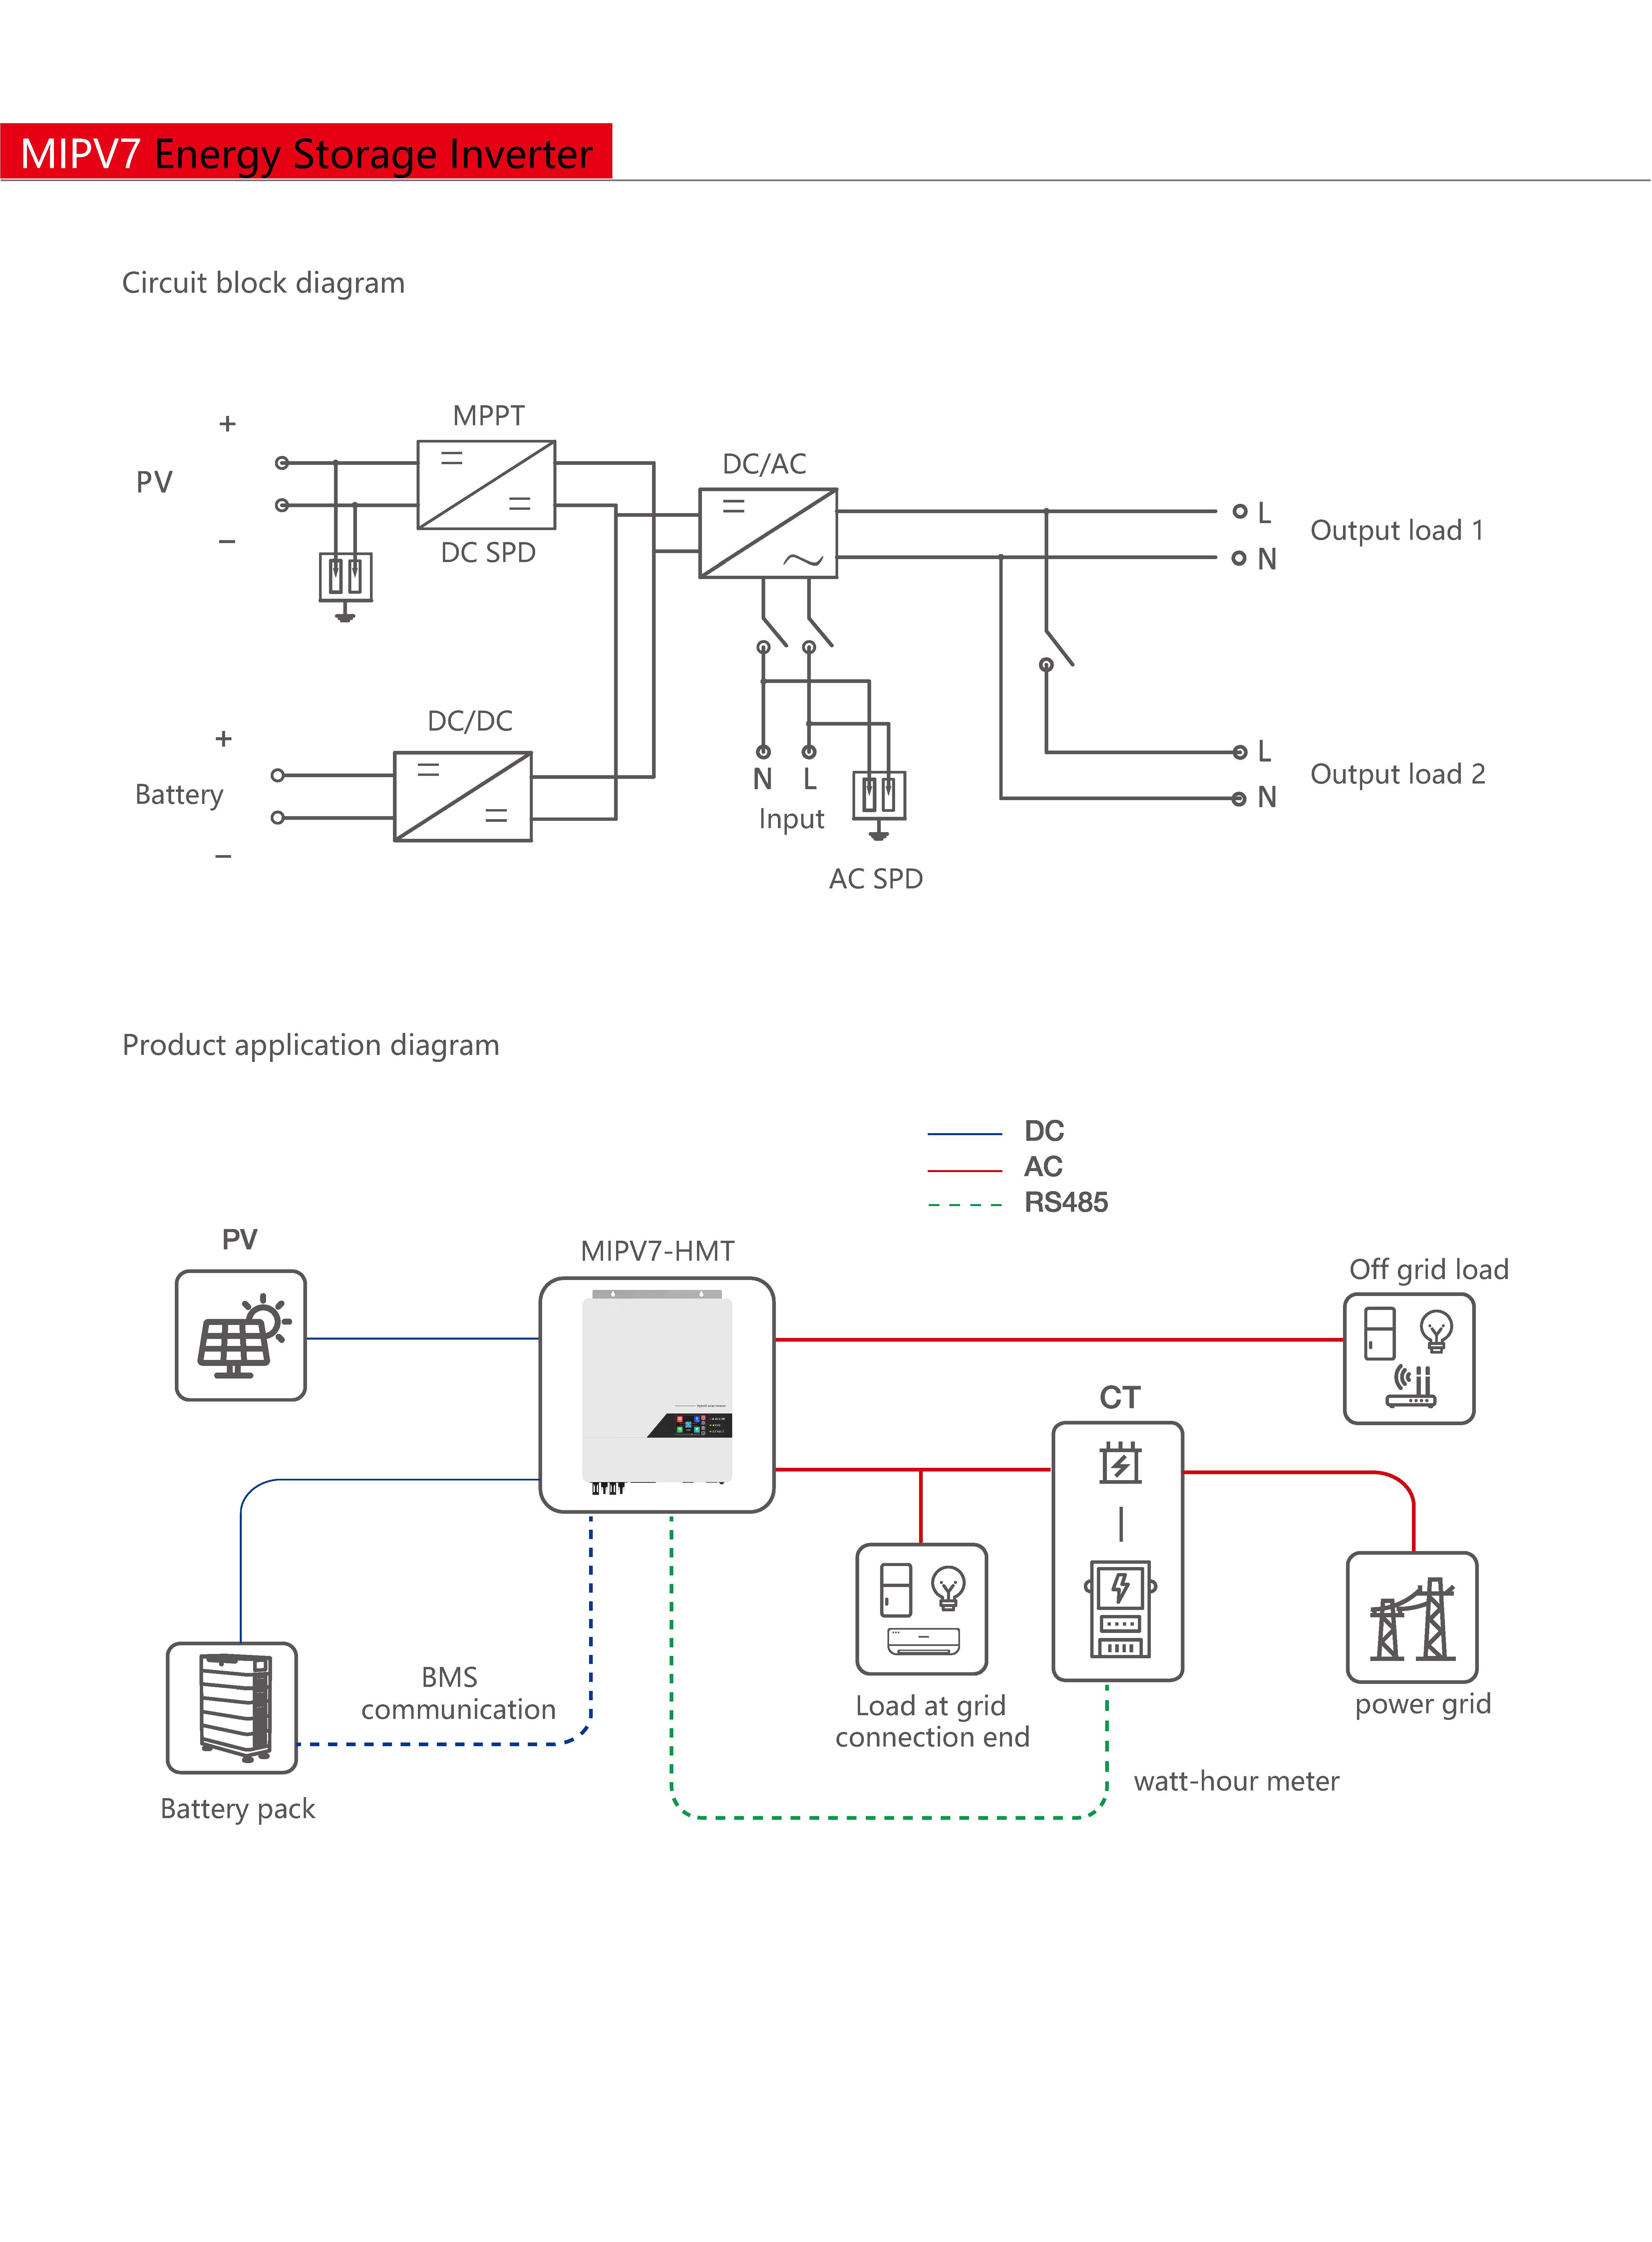 MIPV7 Energy Storage Inverter
Circuit block diagram
MPPT
+
PV
–
DC SPD
DC/AC
L
Output load 1
N
DC/DC
+
Battery
–
N L
Input
AC SPD
L
Output load 2
N
Product application diagram
DC
AC
RS485
PV
MIPV7-HMT
Off grid load
CT
BMS
communication
Load at grid
connection end
power grid
watt-hour meter
Battery pack